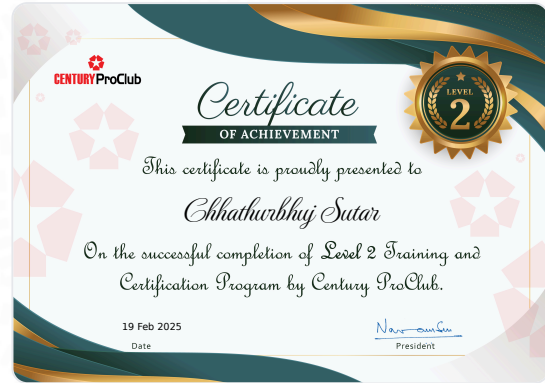 CENTURY ProClub
Certificate
OF ACHIEVEMENT
LEVEL
2
This certificate is proudly presented to
Chhathurbhuj Sutar
On the successful completion of Level 2 Training and
Certification Program by Century ProClub.
19 Feb 2025
Date
President